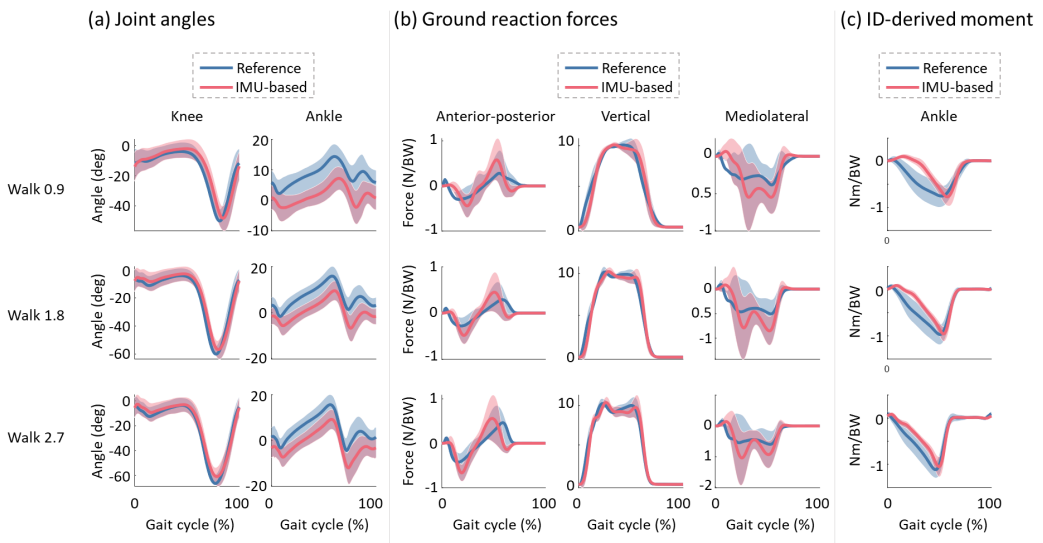 (a) Joint angles
(b) Ground reaction forces
(c) ID-derived moment
Reference
IMU-based
Reference
IMU-based
Reference
IMU-based
Knee
Ankle
Anterior-posterior
Vertical
Mediolateral
Ankle
Walk 0.9
Angle (deg)
0
-20
-40
20
10
0
-10
Force (N/BW)
1
0
-1
10
0
0
0.5
-1
Nm/BW
0
-1
0
Walk 1.8
Angle (deg)
0
-20
-40
-60
20
0
-20
Force (N/BW)
1
0
-1
10
0
0
0.5
1
Nm/BW
0
-1
0
Walk 2.7
Angle (deg)
0
-20
-40
-60
20
0
-20
Force (N/BW)
1
0
-1
10
0
0
1
-2
Nm/BW
0
-1
0 100
0 100
0 100
0 100
0 100
0 100
Gait cycle (%)
Gait cycle (%)
Gait cycle (%)
Gait cycle (%)
Gait cycle (%)
Gait cycle (%)